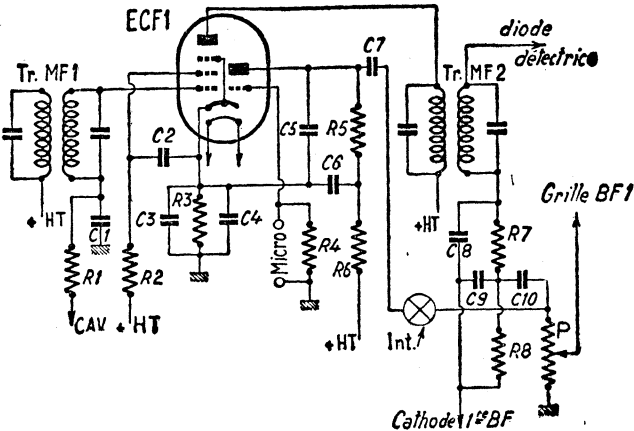 ECF1
diode
détectrice
C7
Tr. MF1
Tr. MF2
C2
C5
R5
C6
Grille BF1
+HT
C1
C3
R3
C4
+HT
C8
R7
R1
R2
Micro
R4
R6
C9
C10
P
CAV.
+HT
+HT
Int.
R8
Cathode 1re BF